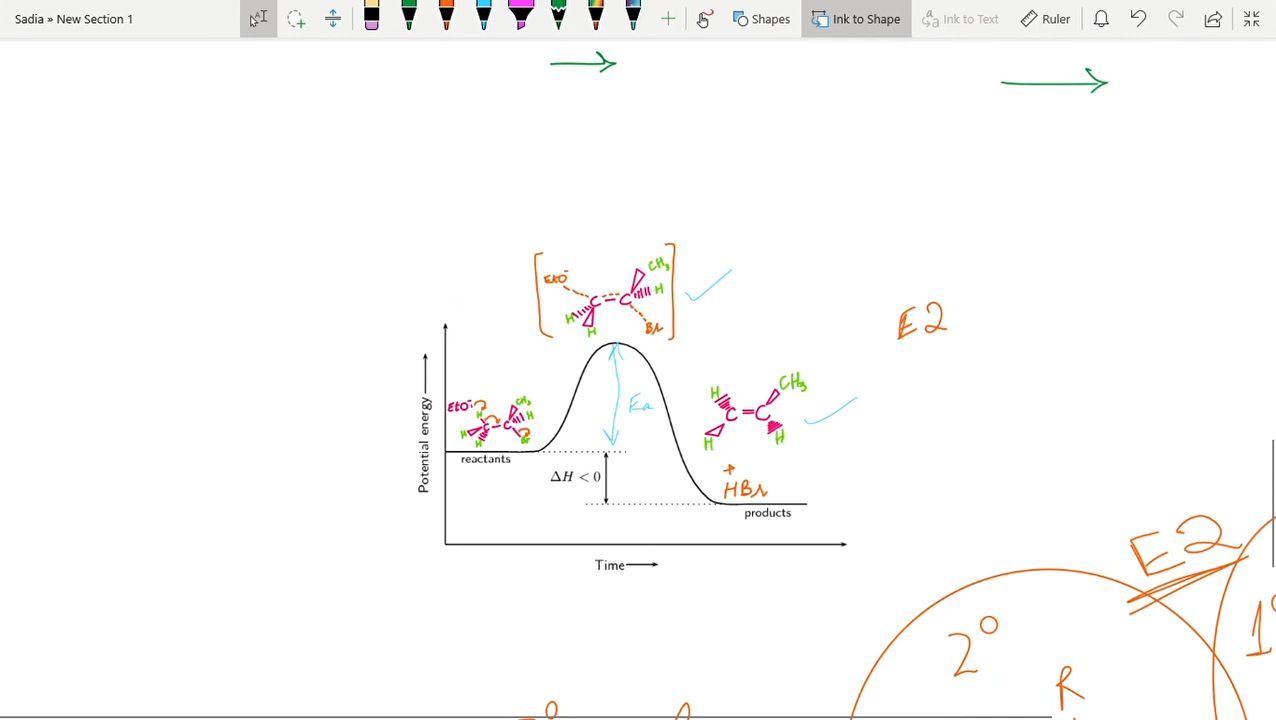 Sadia » New Section 1
Shapes
Ink to Shape
Ink to Text
Ruler
EtO⁻
CH₃
C
C
H
H
H
Br
E2
Potential energy
EtO⁻
H
CH₃
H
C
C
H
H
Br
reactants
Ea
ΔH < 0
H
CH₃
C = C
H
H
+
HBr
products
Time
E2
2°
1°
R